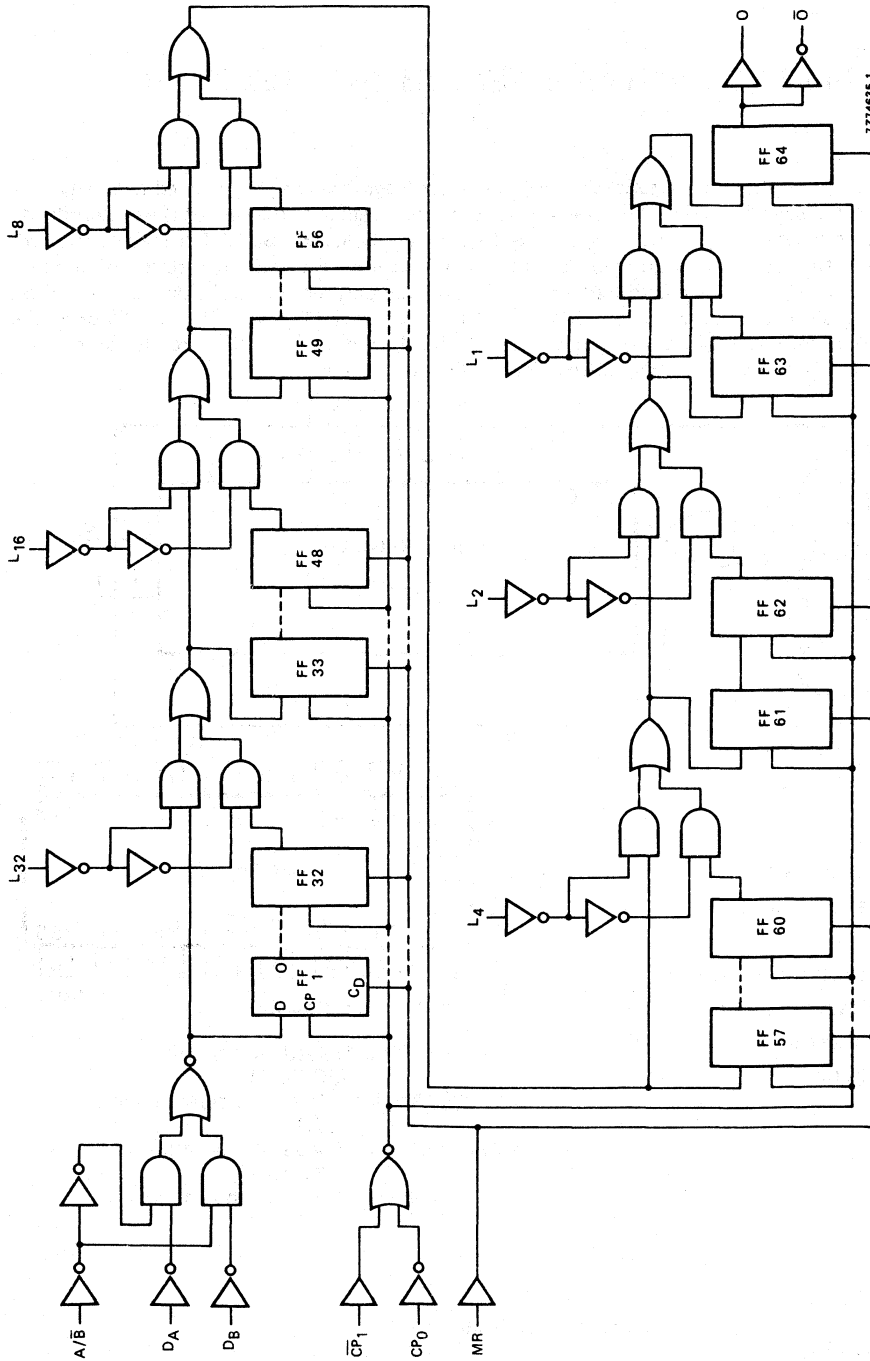 L8
L16
L32
FF 56
FF 49
FF 48
FF 33
FF 32
D O
CP FF 1
CD
A/B̅
DA
DB
C̅P̅1
CP0
MR
L1
L2
L4
FF 64
FF 63
FF 62
FF 61
FF 60
FF 57
O
O̅